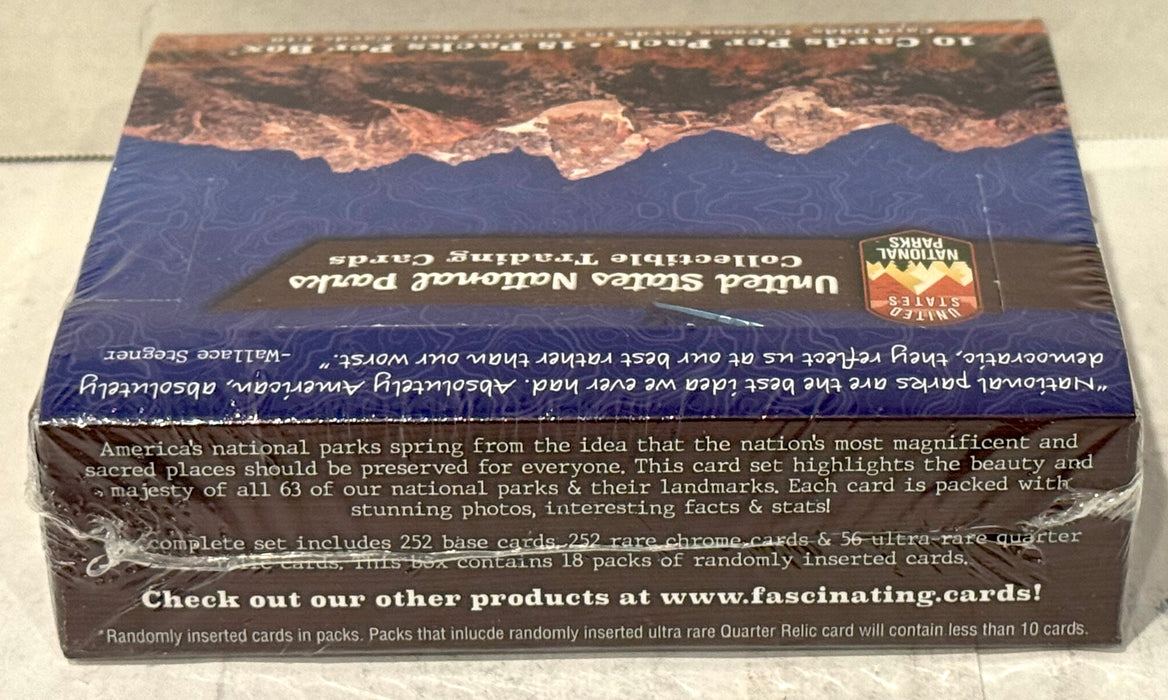 10 Cards Per Pack • 18 Packs Per Box
United States National Parks
Collectible Trading Cards
UNITED
STATES
NATIONAL
PARKS
"National parks are the best idea we ever had. Absolutely American, absolutely
democratic, they reflect us at our best rather than our worst." -Wallace Stegner
America's national parks spring from the idea that the nation's most magnificent and
sacred places should be preserved for everyone. This card set highlights the beauty and
majesty of all 63 of our national parks & their landmarks. Each card is packed with
stunning photos, interesting facts & stats!
complete set includes 252 base cards, 252 rare chrome cards & 56 ultra-rare quarter
cards. This box contains 18 packs of randomly inserted cards.
Check out our other products at www.fascinating.cards!
*Randomly inserted cards in packs. Packs that inlucde randomly inserted ultra rare Quarter Relic card will contain less than 10 cards.